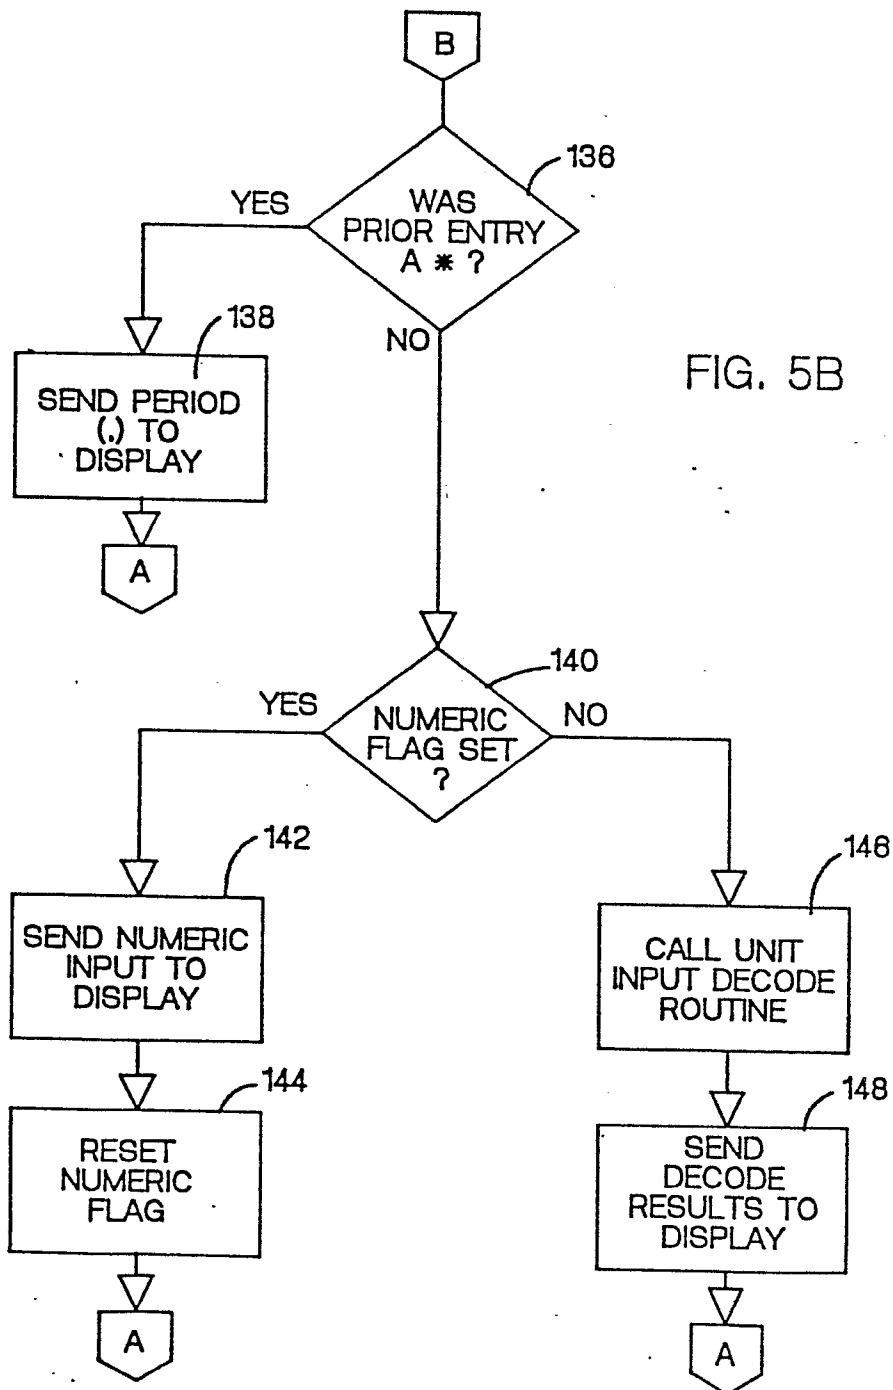 B
136
WAS
PRIOR ENTRY
A * ?
YES
NO
138
SEND PERIOD
(.) TO
DISPLAY
A
FIG. 5B
140
NUMERIC
FLAG SET
?
YES
NO
142
SEND NUMERIC
INPUT TO
DISPLAY
144
RESET
NUMERIC
FLAG
A
146
CALL UNIT
INPUT DECODE
ROUTINE
148
SEND
DECODE
RESULTS TO
DISPLAY
A